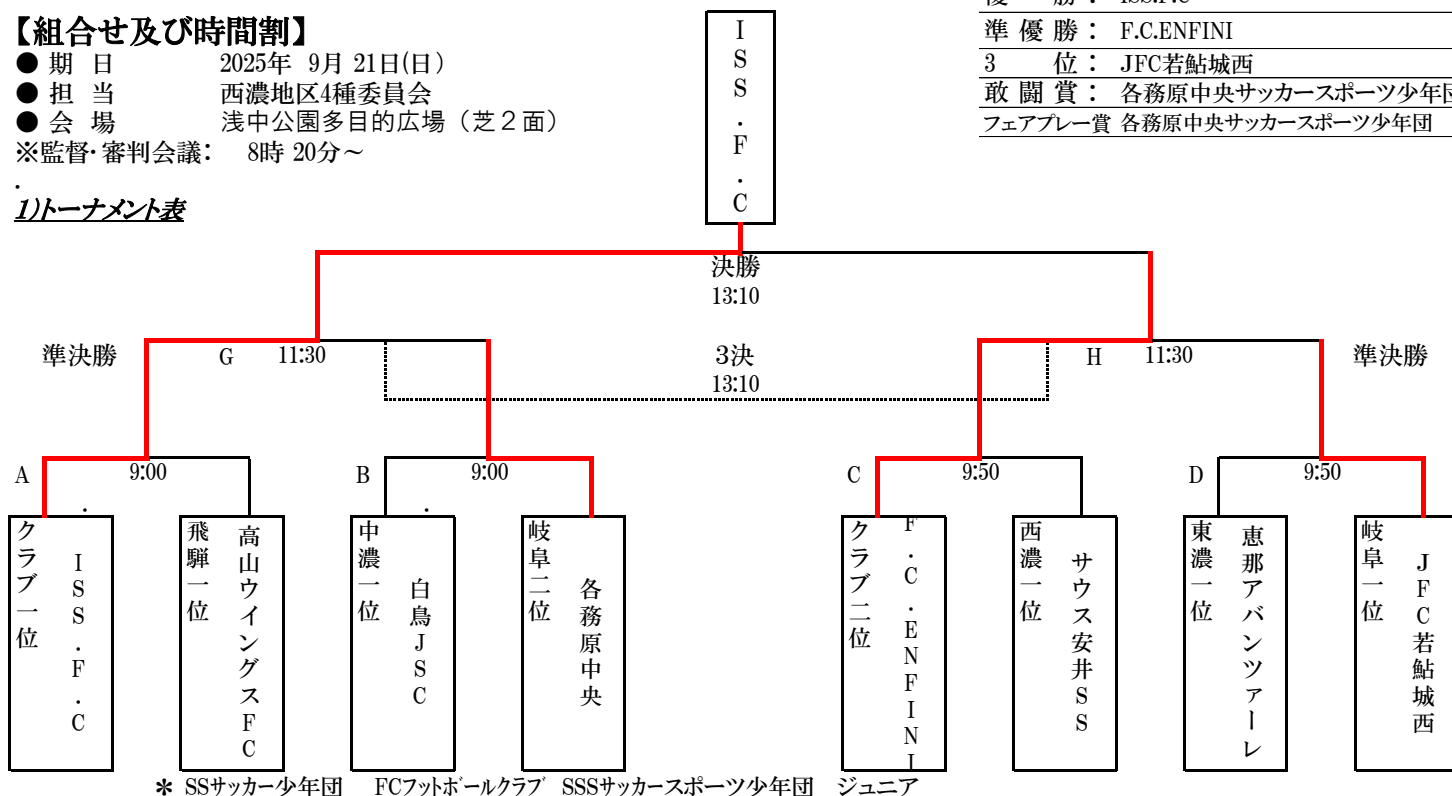 優勝： ISS.F.C
【組合せ及び時間割】
準優勝： F.C.ENFINI
● 期日 2025年 9月 21日(日)
3位： JFC若鮎城西
● 担当 西濃地区4種委員会
敢闘賞： 各務原中央サッカースポーツ少年団
● 会場 浅中公園多目的広場（芝２面）
フェアプレー賞 各務原中央サッカースポーツ少年団
※監督・審判会議： 8時 20分～
.
1)トーナメント表
ISS.F.C
決勝
13:10
準決勝 G 11:30
3決
13:10
H 11:30 準決勝
A 9:00
B 9:00
C 9:50
D 9:50
クラブ一位
ISS.F.C
飛騨一位
高山ウイングスFC
中濃一位
白鳥JSC
岐阜二位
各務原中央
クラブ二位
F.C.ENFINI
西濃一位
サウス安井SS
東濃一位
恵那アバンツァーレ
岐阜一位
JFC若鮎城西
＊ SSサッカー少年団 FCフットボールクラブ SSSサッカースポーツ少年団 ジュニア